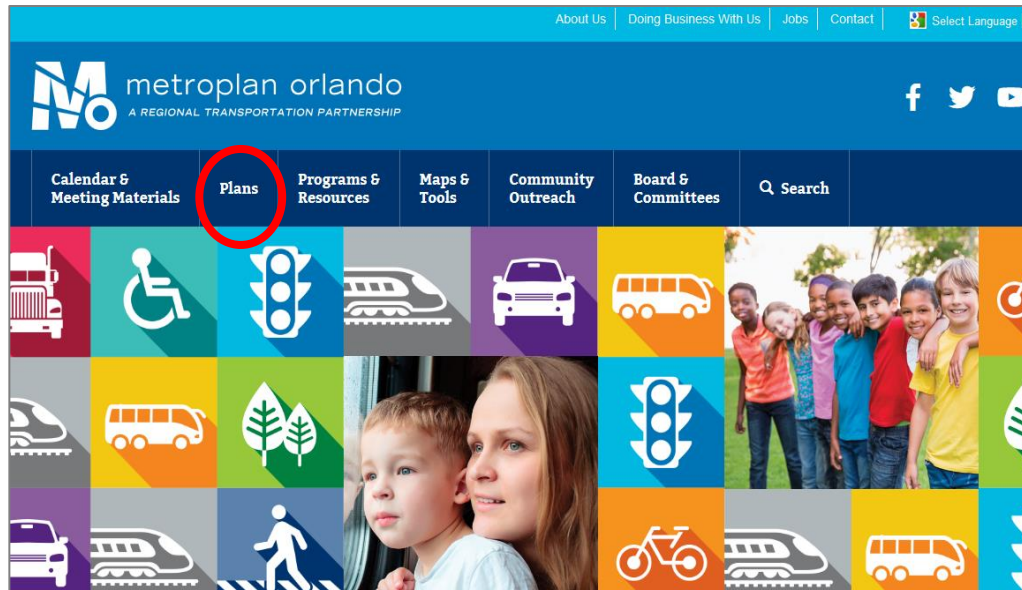 About Us Doing Business With Us Jobs Contact Select Language
metroplan orlando
A REGIONAL TRANSPORTATION PARTNERSHIP
Calendar &
Meeting Materials
Plans
Programs &
Resources
Maps &
Tools
Community
Outreach
Board &
Committees
Search